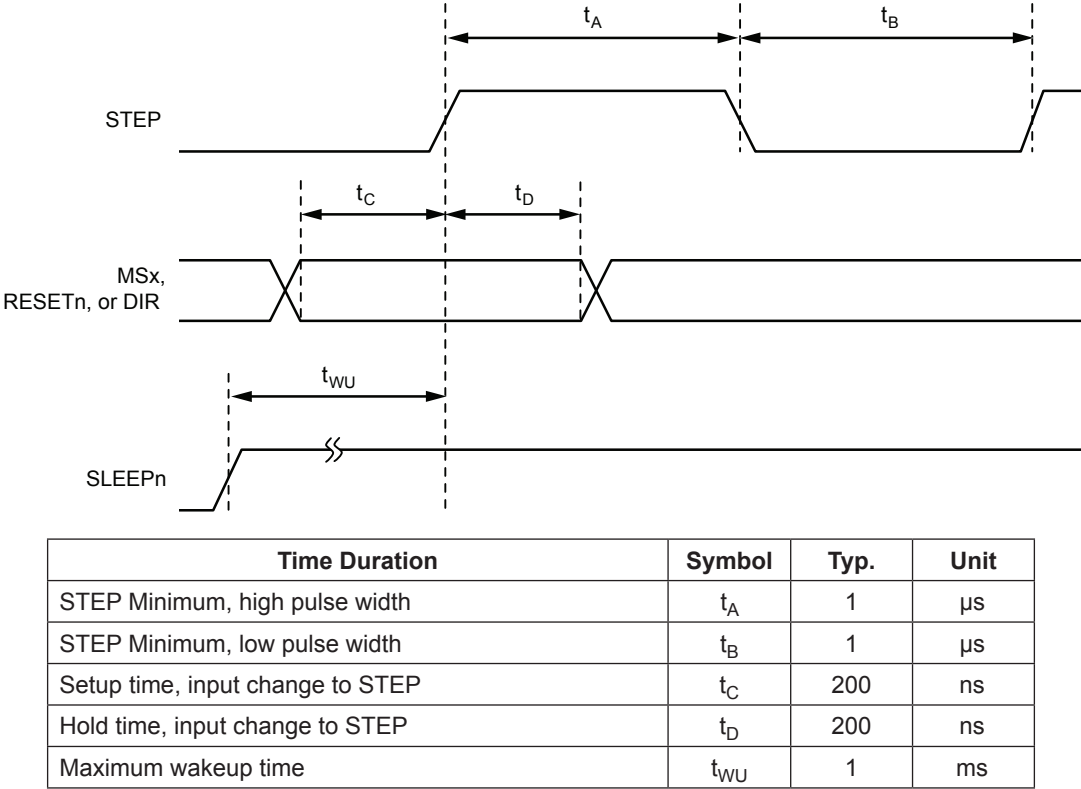 tA
tB
STEP
tC
tD
MSx,
RESETn, or DIR
tWU
SLEEPn
Time Duration Symbol Typ. Unit
STEP Minimum, high pulse width tA 1 µs
STEP Minimum, low pulse width tB 1 µs
Setup time, input change to STEP tC 200 ns
Hold time, input change to STEP tD 200 ns
Maximum wakeup time tWU 1 ms